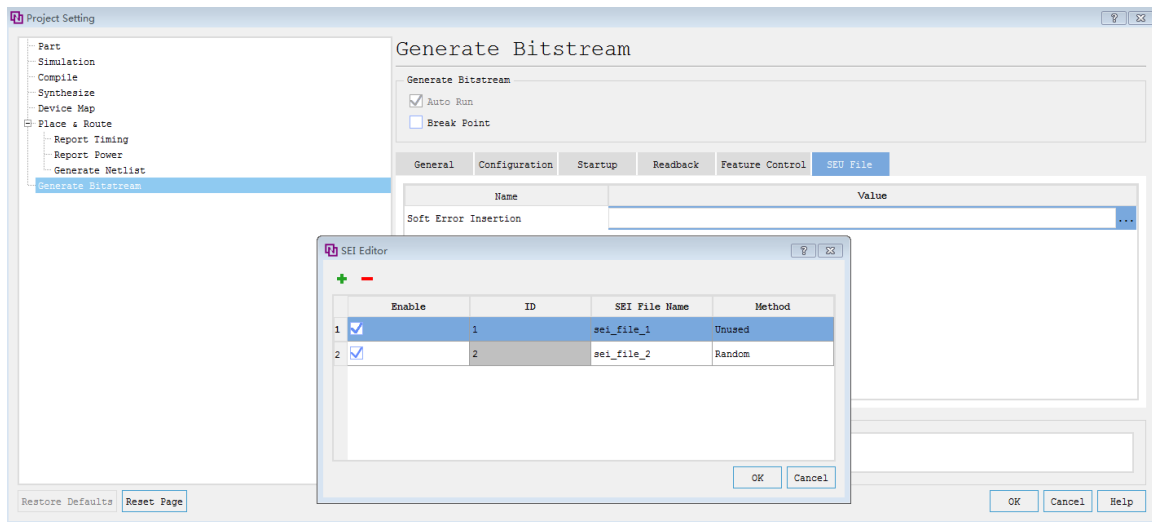 Project Setting
Part
Simulation
Compile
Synthesize
Device Map
Place & Route
Report Timing
Report Power
Generate Netlist
Generate Bitstream
Generate Bitstream
Generate Bitstream
Auto Run
Break Point
General Configuration Startup Readback Feature Control SEU File
Name Value
Soft Error Insertion ...
SEI Editor
Enable ID SEI File Name Method
1 1 sei_file_1 Unused
2 2 sei_file_2 Random
OK Cancel
Restore Defaults Reset Page OK Cancel Help